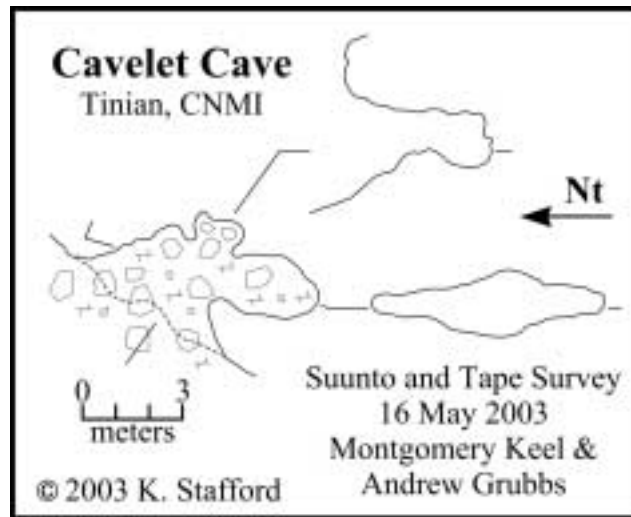 Cavelet Cave
Tinian, CNMI
Nt
0 3
meters
Suunto and Tape Survey
16 May 2003
Montgomery Keel &
Andrew Grubbs
© 2003 K. Stafford